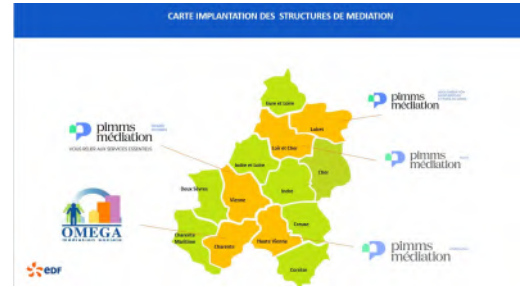 CARTE IMPLANTATION DES STRUCTURES DE MEDIATION
Eure et Loire
pimms
médiation
Loiret
pimms
médiation
VOUS RELIER AUX SERVICES ESSENTIELS
Loir et Cher
pimms
médiation
Indre et Loire
Cher
Deux Sèvres
Vienne
Indre
OMEGA
médiation sociale
Charente
Maritime
Charente
Haute Vienne
Creuse
pimms
médiation
Corrèze
edf